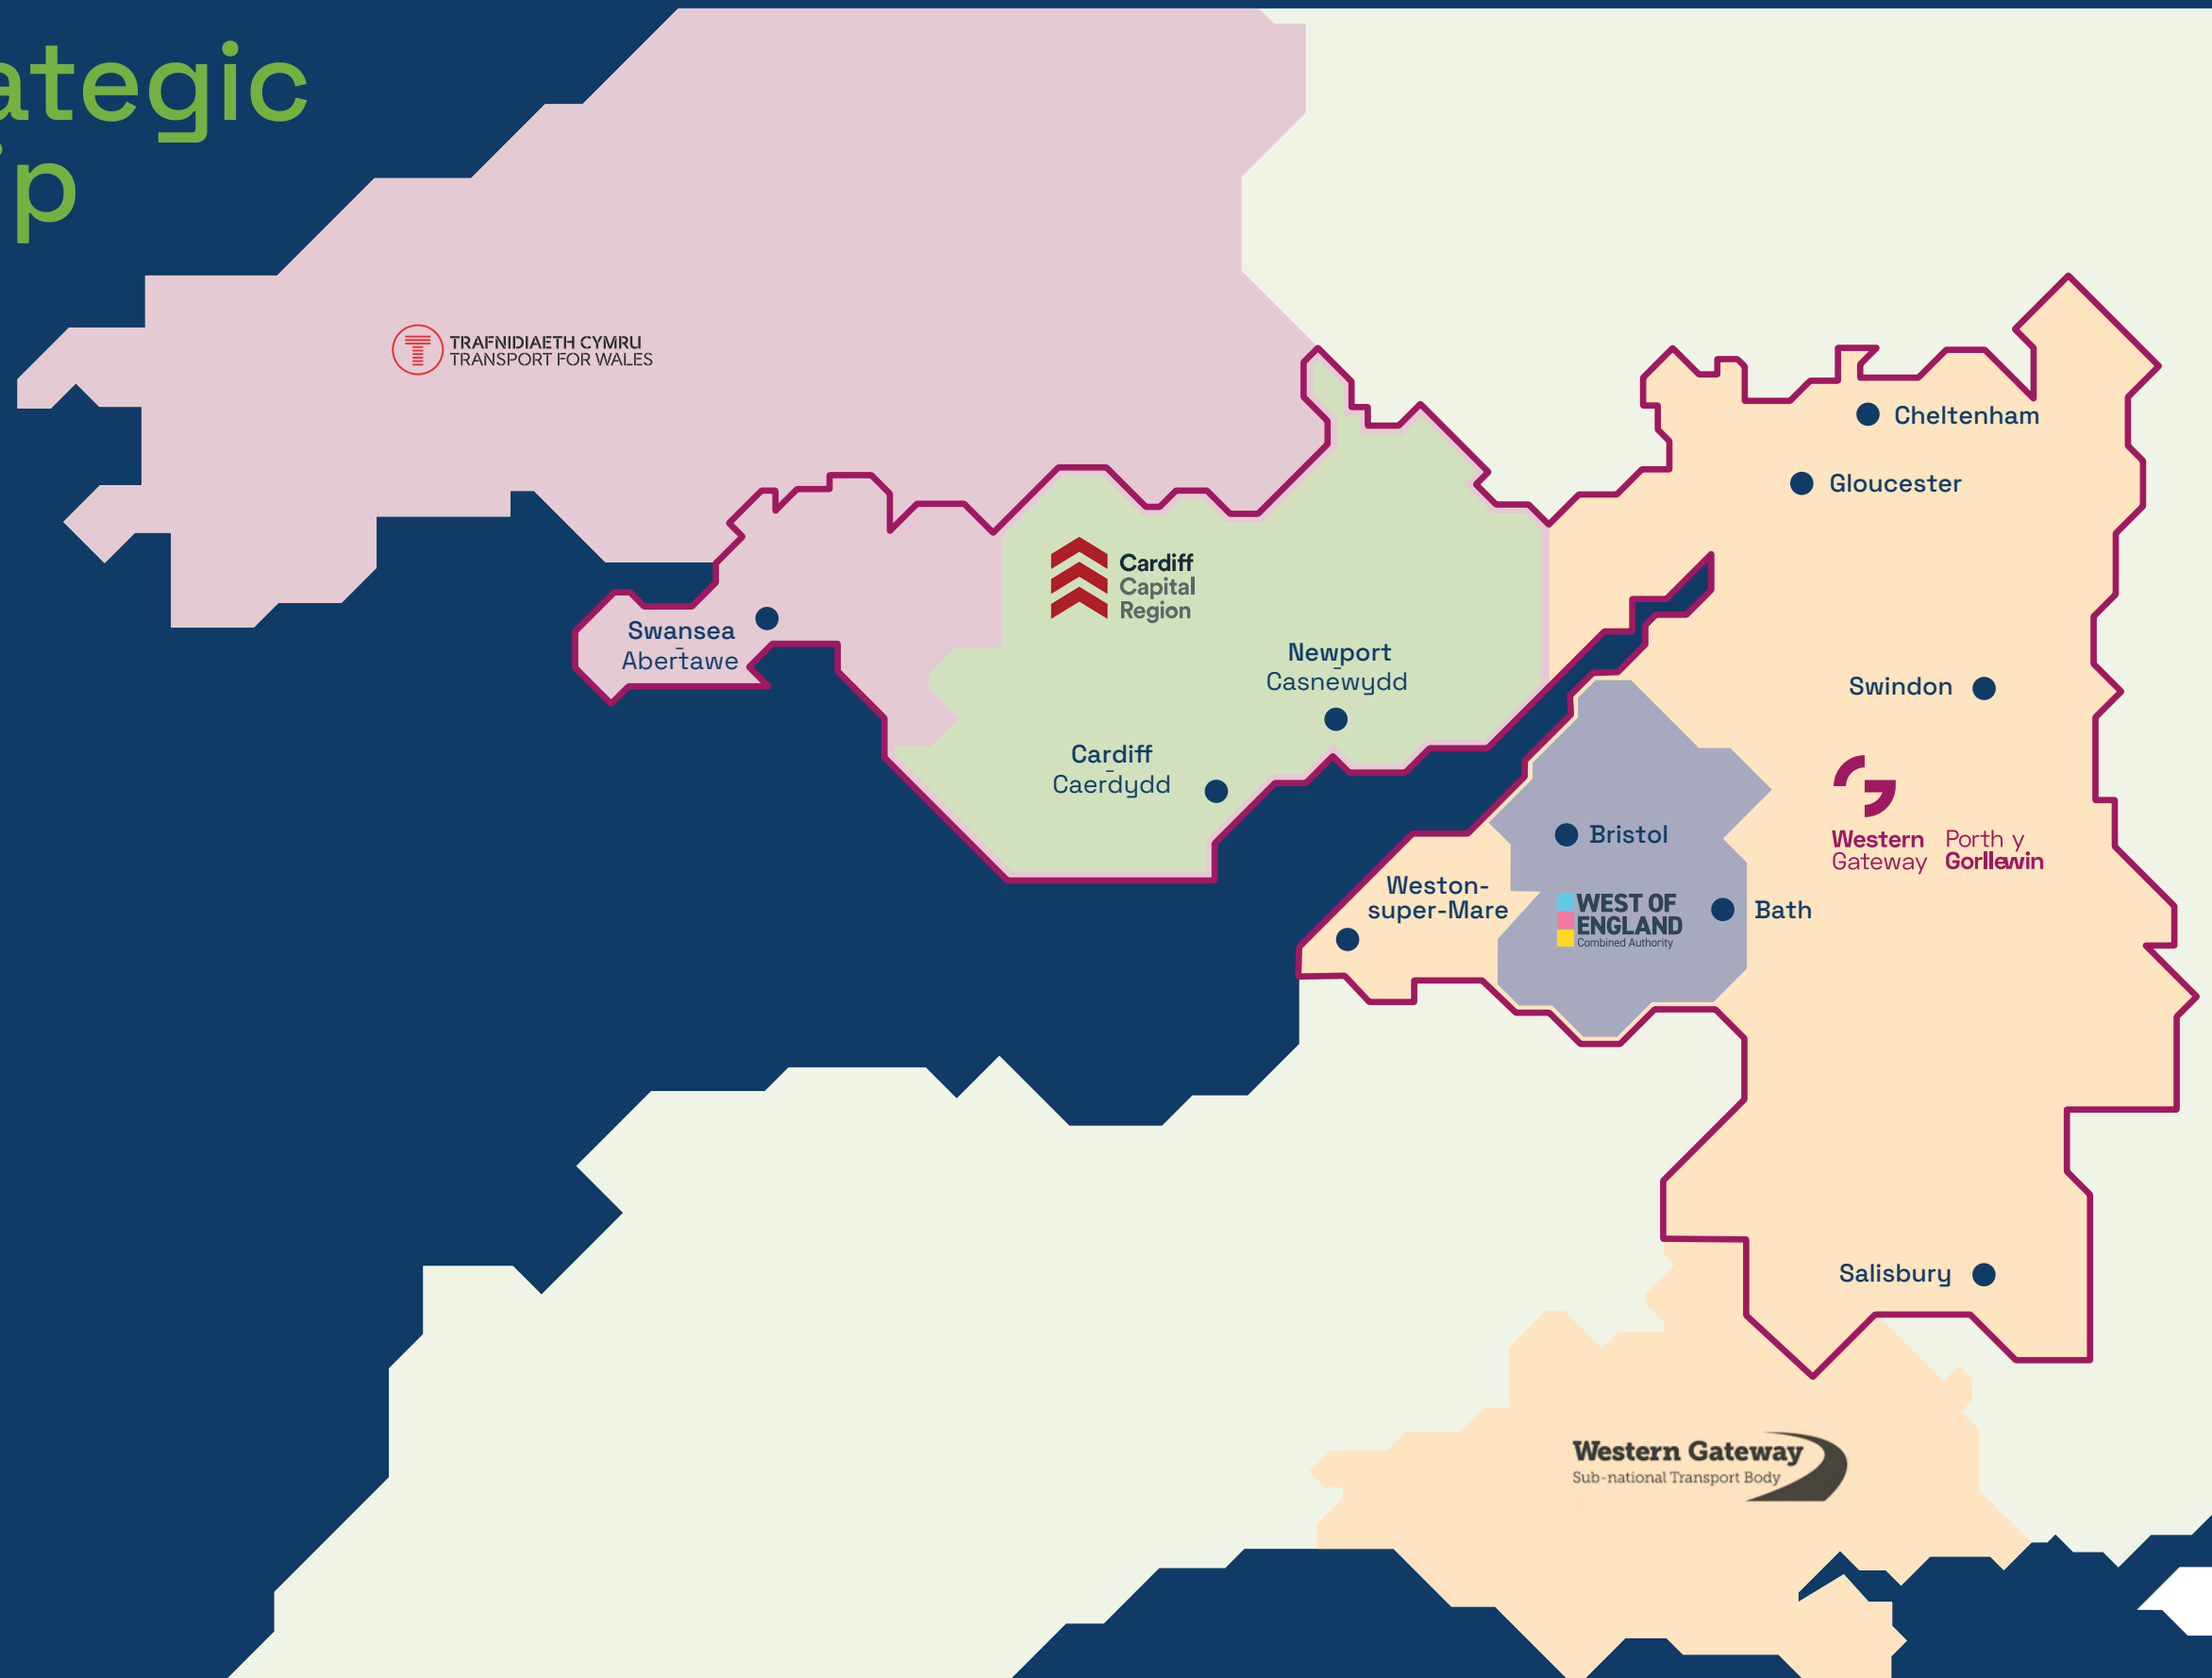 ategic
ip
TRAFNIDIAETH CYMRU
TRANSPORT FOR WALES
Cheltenham
Gloucester
Cardiff
Capital
Region
Swansea
-
Abertawe
Newport
-
Casnewydd
Swindon
Cardiff
-
Caerdydd
Bristol
Western Gateway
Porth y Gorllewin
Weston-
super-Mare
WEST OF
ENGLAND
Combined Authority
Bath
Salisbury
Western Gateway
Sub-national Transport Body